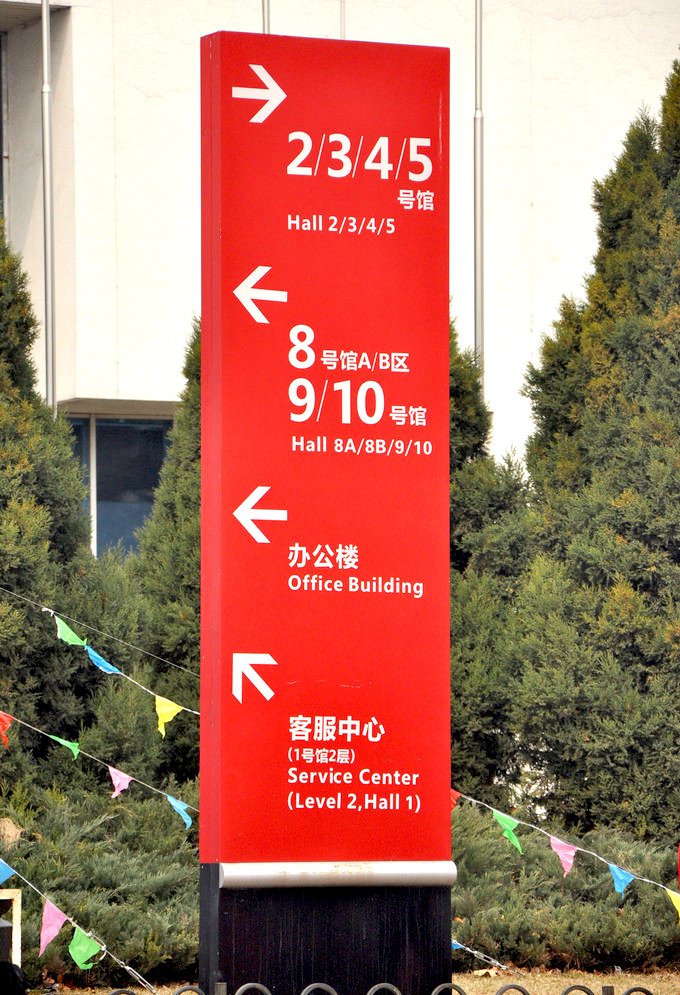 2/3/4/5
号馆
Hall 2/3/4/5
8号馆A/B区
9/10号馆
Hall 8A/8B/9/10
办公楼
Office Building
客服中心
(1号馆2层)
Service Center
(Level 2,Hall 1)